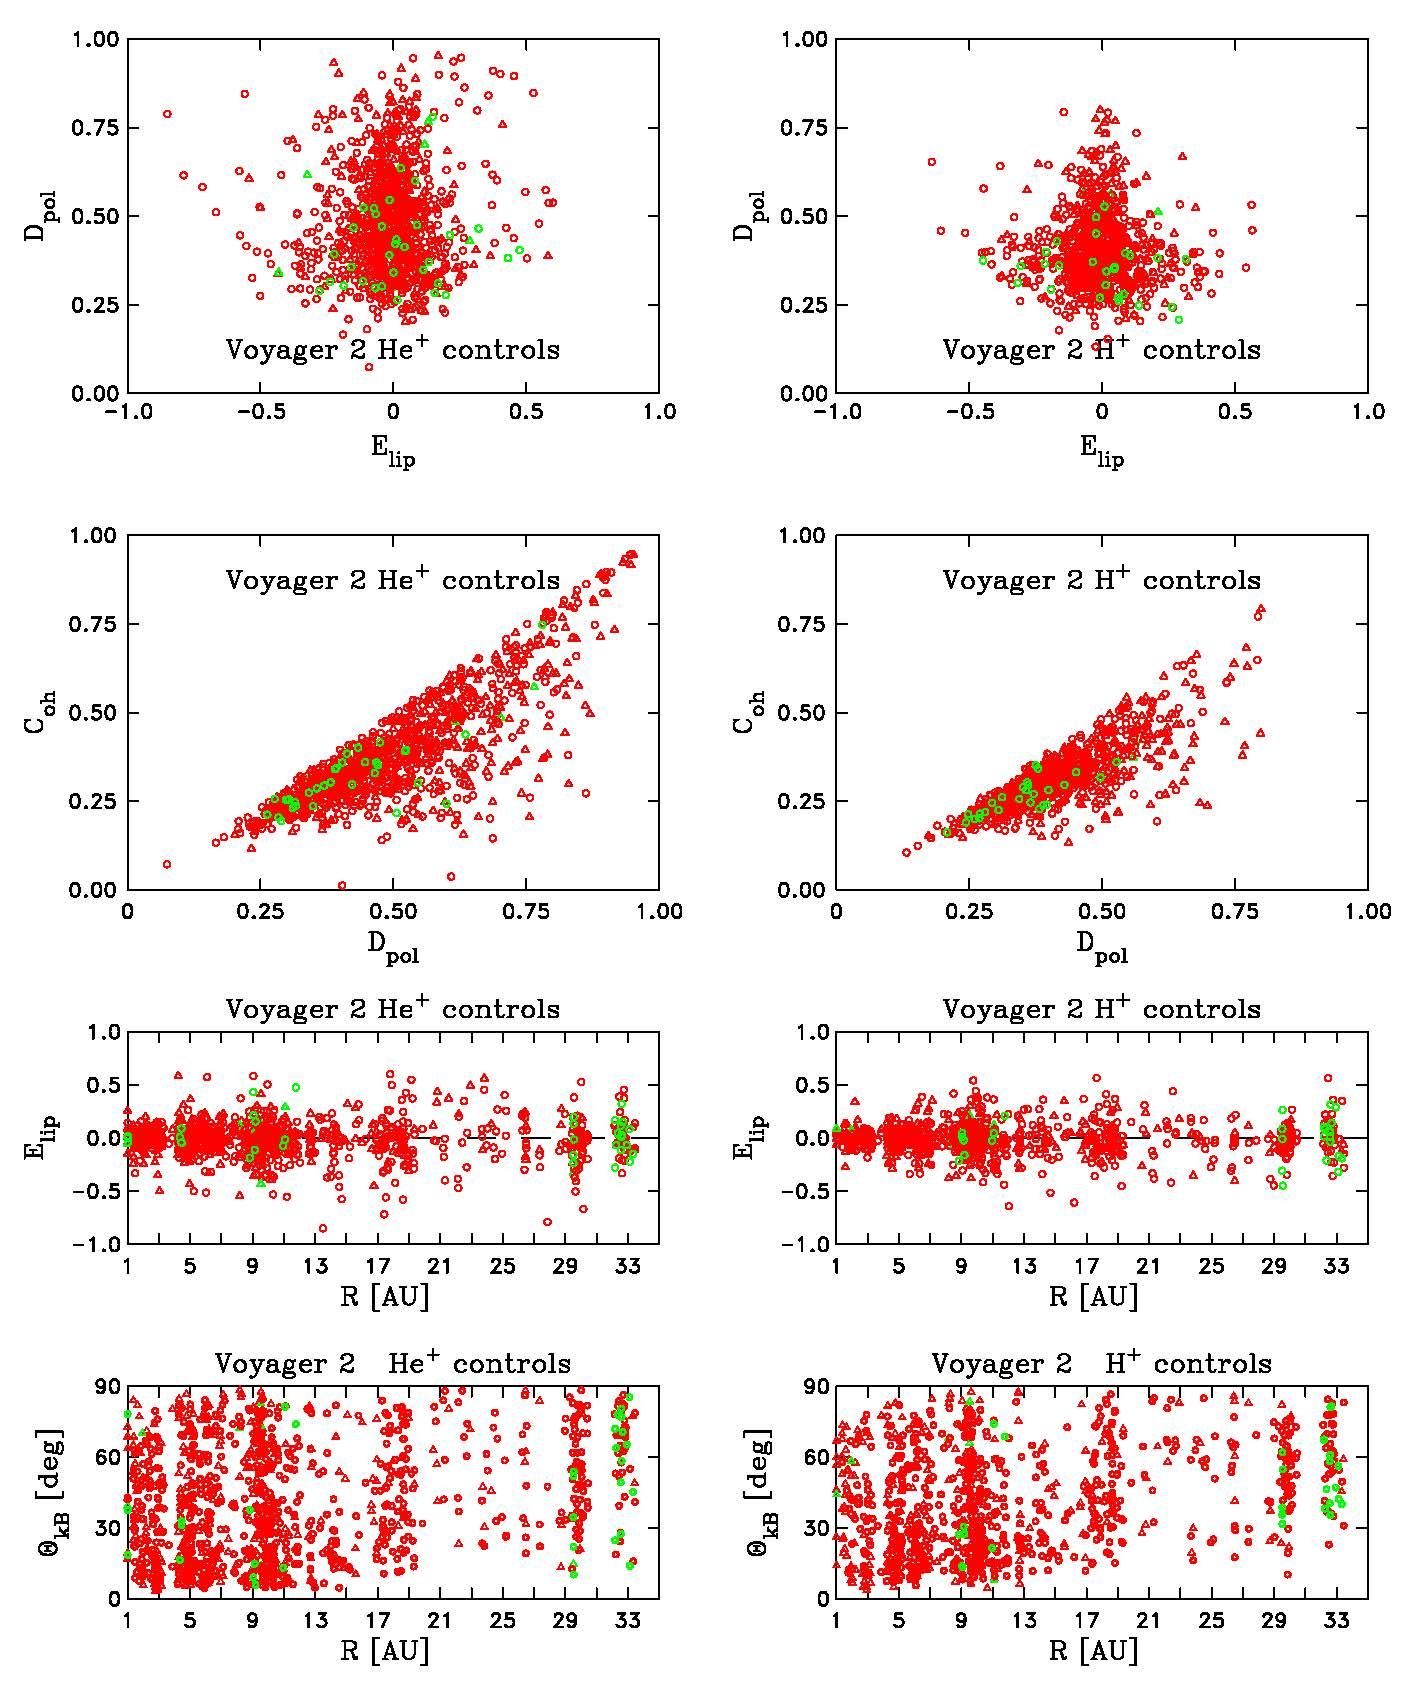 1.00 1.00
0.75 0.75
D_pol D_pol
0.50 0.50
0.25 0.25
Voyager 2 He⁺ controls Voyager 2 H⁺ controls
0.00 0.00
−1.0 −0.5 0 0.5 1.0 −1.0 −0.5 0 0.5 1.0
E_lip E_lip
1.00 1.00
Voyager 2 He⁺ controls Voyager 2 H⁺ controls
0.75 0.75
C_oh C_oh
0.50 0.50
0.25 0.25
0.00 0.00
0 0.25 0.50 0.75 1.00 0 0.25 0.50 0.75 1.00
D_pol D_pol
Voyager 2 He⁺ controls Voyager 2 H⁺ controls
1.0 1.0
0.5 0.5
E_lip E_lip
0.0 0.0
−0.5 −0.5
−1.0 −1.0
1 5 9 13 17 21 25 29 33 1 5 9 13 17 21 25 29 33
R [AU] R [AU]
Voyager 2 He⁺ controls Voyager 2 H⁺ controls
90 90
60 60
Θ_kB [deg] Θ_kB [deg]
30 30
0 0
1 5 9 13 17 21 25 29 33 1 5 9 13 17 21 25 29 33
R [AU] R [AU]